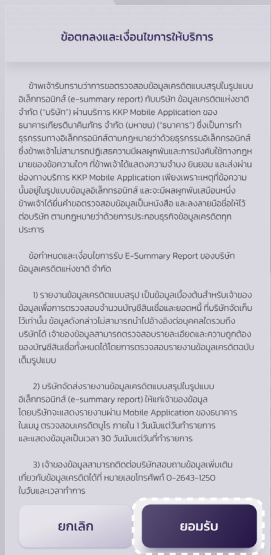 ข้อตกลงและเงื่อนไขการให้บริการ
ข้าพเจ้ารับทราบว่าการขอตรวจสอบข้อมูลเครดิตแบบสรุปในรูปแบบ
อิเล็กทรอนิกส์ (e-summary report) กับบริษัท ข้อมูลเครดิตแห่งชาติ
จำกัด ("บริษัท") ผ่านบริการ KKP Mobile Application ของ
ธนาคารเกียรตินาคินภัทร จำกัด (มหาชน) ("ธนาคาร") ซึ่งเป็นการทำ
ธุรกรรมทางอิเล็กทรอนิกส์ตามกฎหมายว่าด้วยธุรกรรมอิเล็กทรอนิกส์
ซึ่งข้าพเจ้าไม่สามารถปฏิเสธความมีผลผูกพันและการบังคับใช้ทางกฎห
มายของข้อความใดๆ ที่ข้าพเจ้าได้แสดงความจำนง ยินยอม และส่งผ่าน
ช่องทางบริการ KKP Mobile Application เพียงเพราะเหตุที่ข้อความ
นั้นอยู่ในรูปแบบข้อมูลอิเล็กทรอนิกส์ และจะมีผลผูกพันเสมือนหนึ่ง
ข้าพเจ้าได้ยื่นคำขอตรวจสอบข้อมูลเป็นหนังสือ และลงลายมือชื่อให้ไว้
ต่อบริษัท ตามกฎหมายว่าด้วยการประกอบธุรกิจข้อมูลเครดิตทุก
ประการ
ข้อกำหนดและเงื่อนไขการรับ E-Summary Report ของบริษัท
ข้อมูลเครดิตแห่งชาติ จำกัด
1) รายงานข้อมูลเครดิตแบบสรุป เป็นข้อมูลเบื้องต้นสำหรับเจ้าของ
ข้อมูลเพื่อการตรวจสอบจำนวนบัญชีสินเชื่อและยอดหนี้ ที่บริษัทจัดเก็บ
ไว้เท่านั้น ข้อมูลดังกล่าวไม่สามารถนำไปอ้างอิงต่อบุคคลใดรวมถึง
บริษัทได้ เจ้าของข้อมูลสามารถตรวจสอบรายละเอียดและความถูกต้อง
ของบัญชีสินเชื่อทั้งหมดได้โดยการตรวจสอบรายงานข้อมูลเครดิตฉบับ
เต็มรูปแบบ
2) บริษัทจัดส่งรายงานข้อมูลเครดิตแบบสรุปในรูปแบบ
อิเล็กทรอนิกส์ (e-summary report) ให้แก่เจ้าของข้อมูล
โดยบริษัทจะแสดงรายงานผ่าน Mobile Application ของธนาคาร
ในเมนู ตรวจสอบเครดิตบูโร ภายใน 1 วันนับแต่วันทำรายการ
และแสดงข้อมูลเป็นเวลา 30 วันนับแต่วันที่ทำรายการ
3) เจ้าของข้อมูลสามารถติดต่อบริษัทสอบถามข้อมูลเพิ่มเติม
เกี่ยวกับข้อมูลเครดิตได้ที่ หมายเลขโทรศัพท์ 0-2643-1250
ในวันและเวลาทำการ
ยกเลิก
ยอมรับ